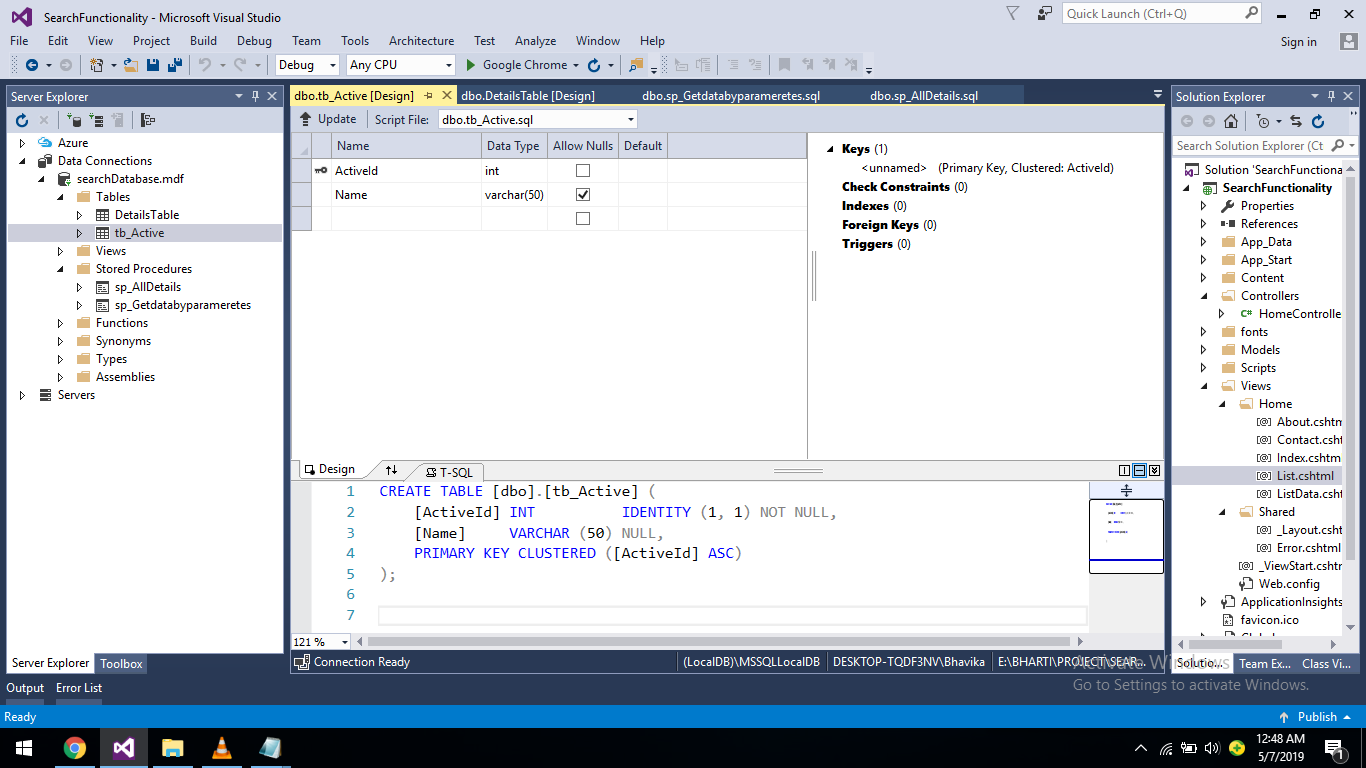 SearchFunctionality - Microsoft Visual Studio
Quick Launch (Ctrl+Q)
File Edit View Project Build Debug Team Tools Architecture Test Analyze Window Help
Sign in
Debug Any CPU Google Chrome
Server Explorer
Azure
Data Connections
searchDatabase.mdf
Tables
DetailsTable
tb_Active
Views
Stored Procedures
sp_AllDetails
sp_Getdatabyparameretes
Functions
Synonyms
Types
Assemblies
Servers
Server Explorer Toolbox
dbo.tb_Active [Design] dbo.DetailsTable [Design] dbo.sp_Getdatabyparameretes.sql dbo.sp_AllDetails.sql
Update Script File: dbo.tb_Active.sql
Name Data Type Allow Nulls Default
ActiveId int
Name varchar(50)
Keys (1)
<unnamed> (Primary Key, Clustered: ActiveId)
Check Constraints (0)
Indexes (0)
Foreign Keys (0)
Triggers (0)
Design T-SQL
1 CREATE TABLE [dbo].[tb_Active] (
2 [ActiveId] INT IDENTITY (1, 1) NOT NULL,
3 [Name] VARCHAR (50) NULL,
4 PRIMARY KEY CLUSTERED ([ActiveId] ASC)
5 );
6
7
121 %
Connection Ready (LocalDB)\MSSQLLocalDB DESKTOP-TQDF3NV\Bhavika E:\BHARTI\PROJECT\SEAR...
Solution Explorer
Search Solution Explorer (Ct
Solution 'SearchFunctiona
SearchFunctionality
Properties
References
App_Data
App_Start
Content
Controllers
C# HomeControlle
fonts
Models
Scripts
Views
Home
About.cshtm
Contact.csht
Index.cshtm
List.cshtml
ListData.csht
Shared
_Layout.csht
Error.cshtml
_ViewStart.cshtm
Web.config
ApplicationInsights
favicon.ico
Solution... Team Ex... Class Vi...
Activate Windows
Go to Settings to activate Windows.
Output Error List
Ready
Publish
12:48 AM
5/7/2019
1